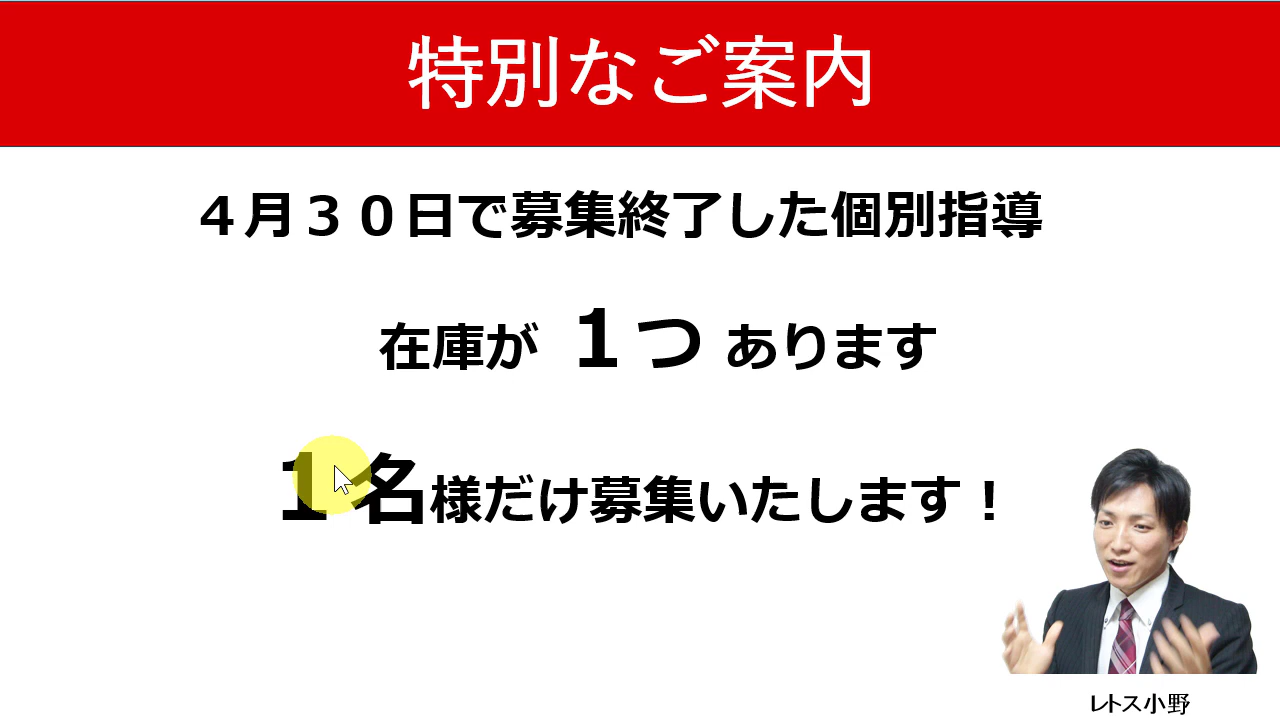 特別なご案内
４月３０日で募集終了した個別指導
在庫が １つ あります
１名様だけ募集いたします！
レトス小野